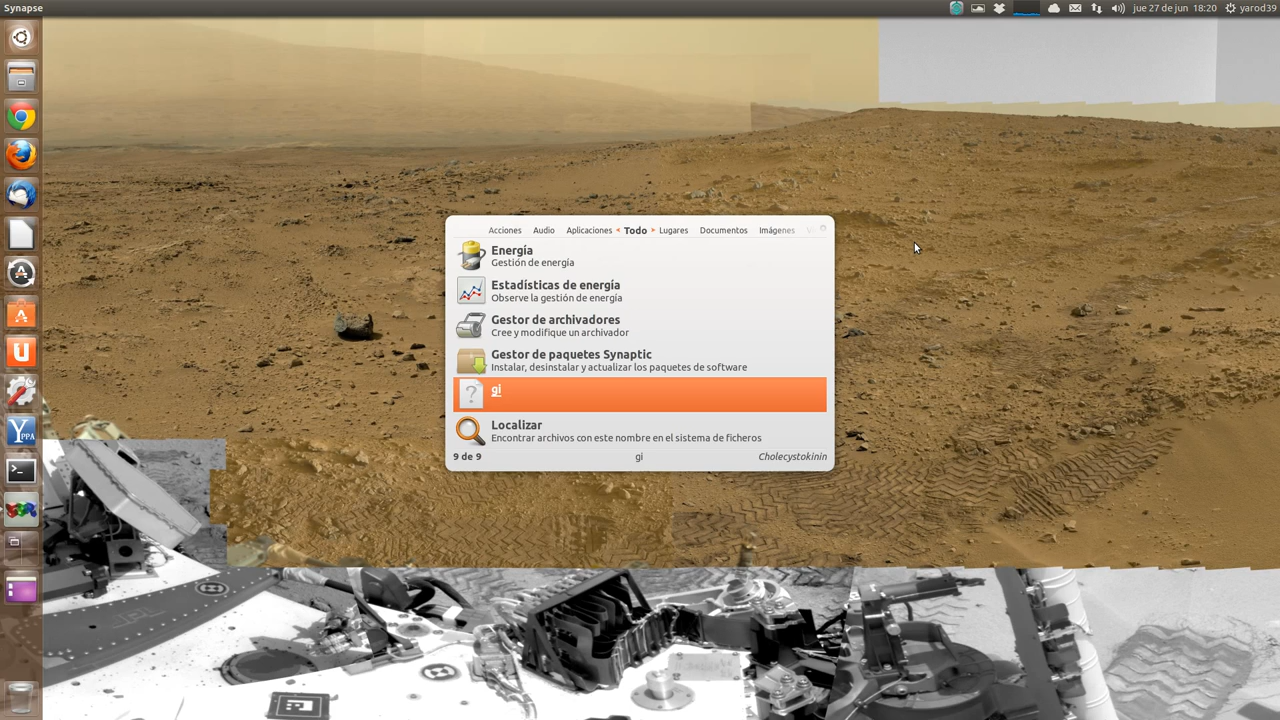 Synapse
jue 27 de jun 18:20 yarod39
Acciones Audio Aplicaciones Todo Lugares Documentos Imágenes
Energía
Gestión de energía
Estadísticas de energía
Observe la gestión de energía
Gestor de archivadores
Cree y modifique un archivador
Gestor de paquetes Synaptic
Instalar, desinstalar y actualizar los paquetes de software
gi
Localizar
Encontrar archivos con este nombre en el sistema de ficheros
9 de 9 gi Cholecystokinin
Y PPA
JPL